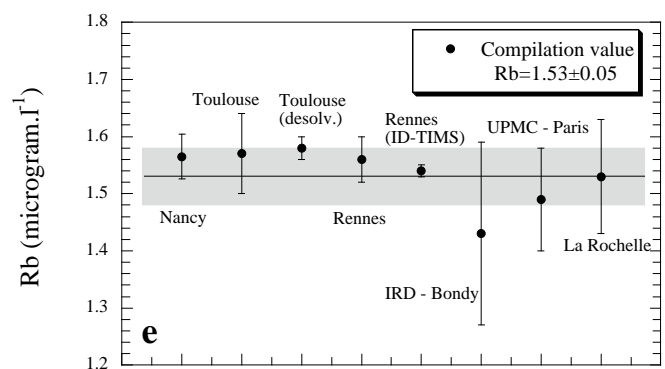 1.8
1.7
1.6
1.5
1.4
1.3
1.2
Rb (microgram.l⁻¹)
Compilation value
Rb=1.53±0.05
Toulouse
Toulouse
(desolv.)
Rennes
(ID-TIMS)
UPMC - Paris
Nancy
Rennes
La Rochelle
IRD - Bondy
e